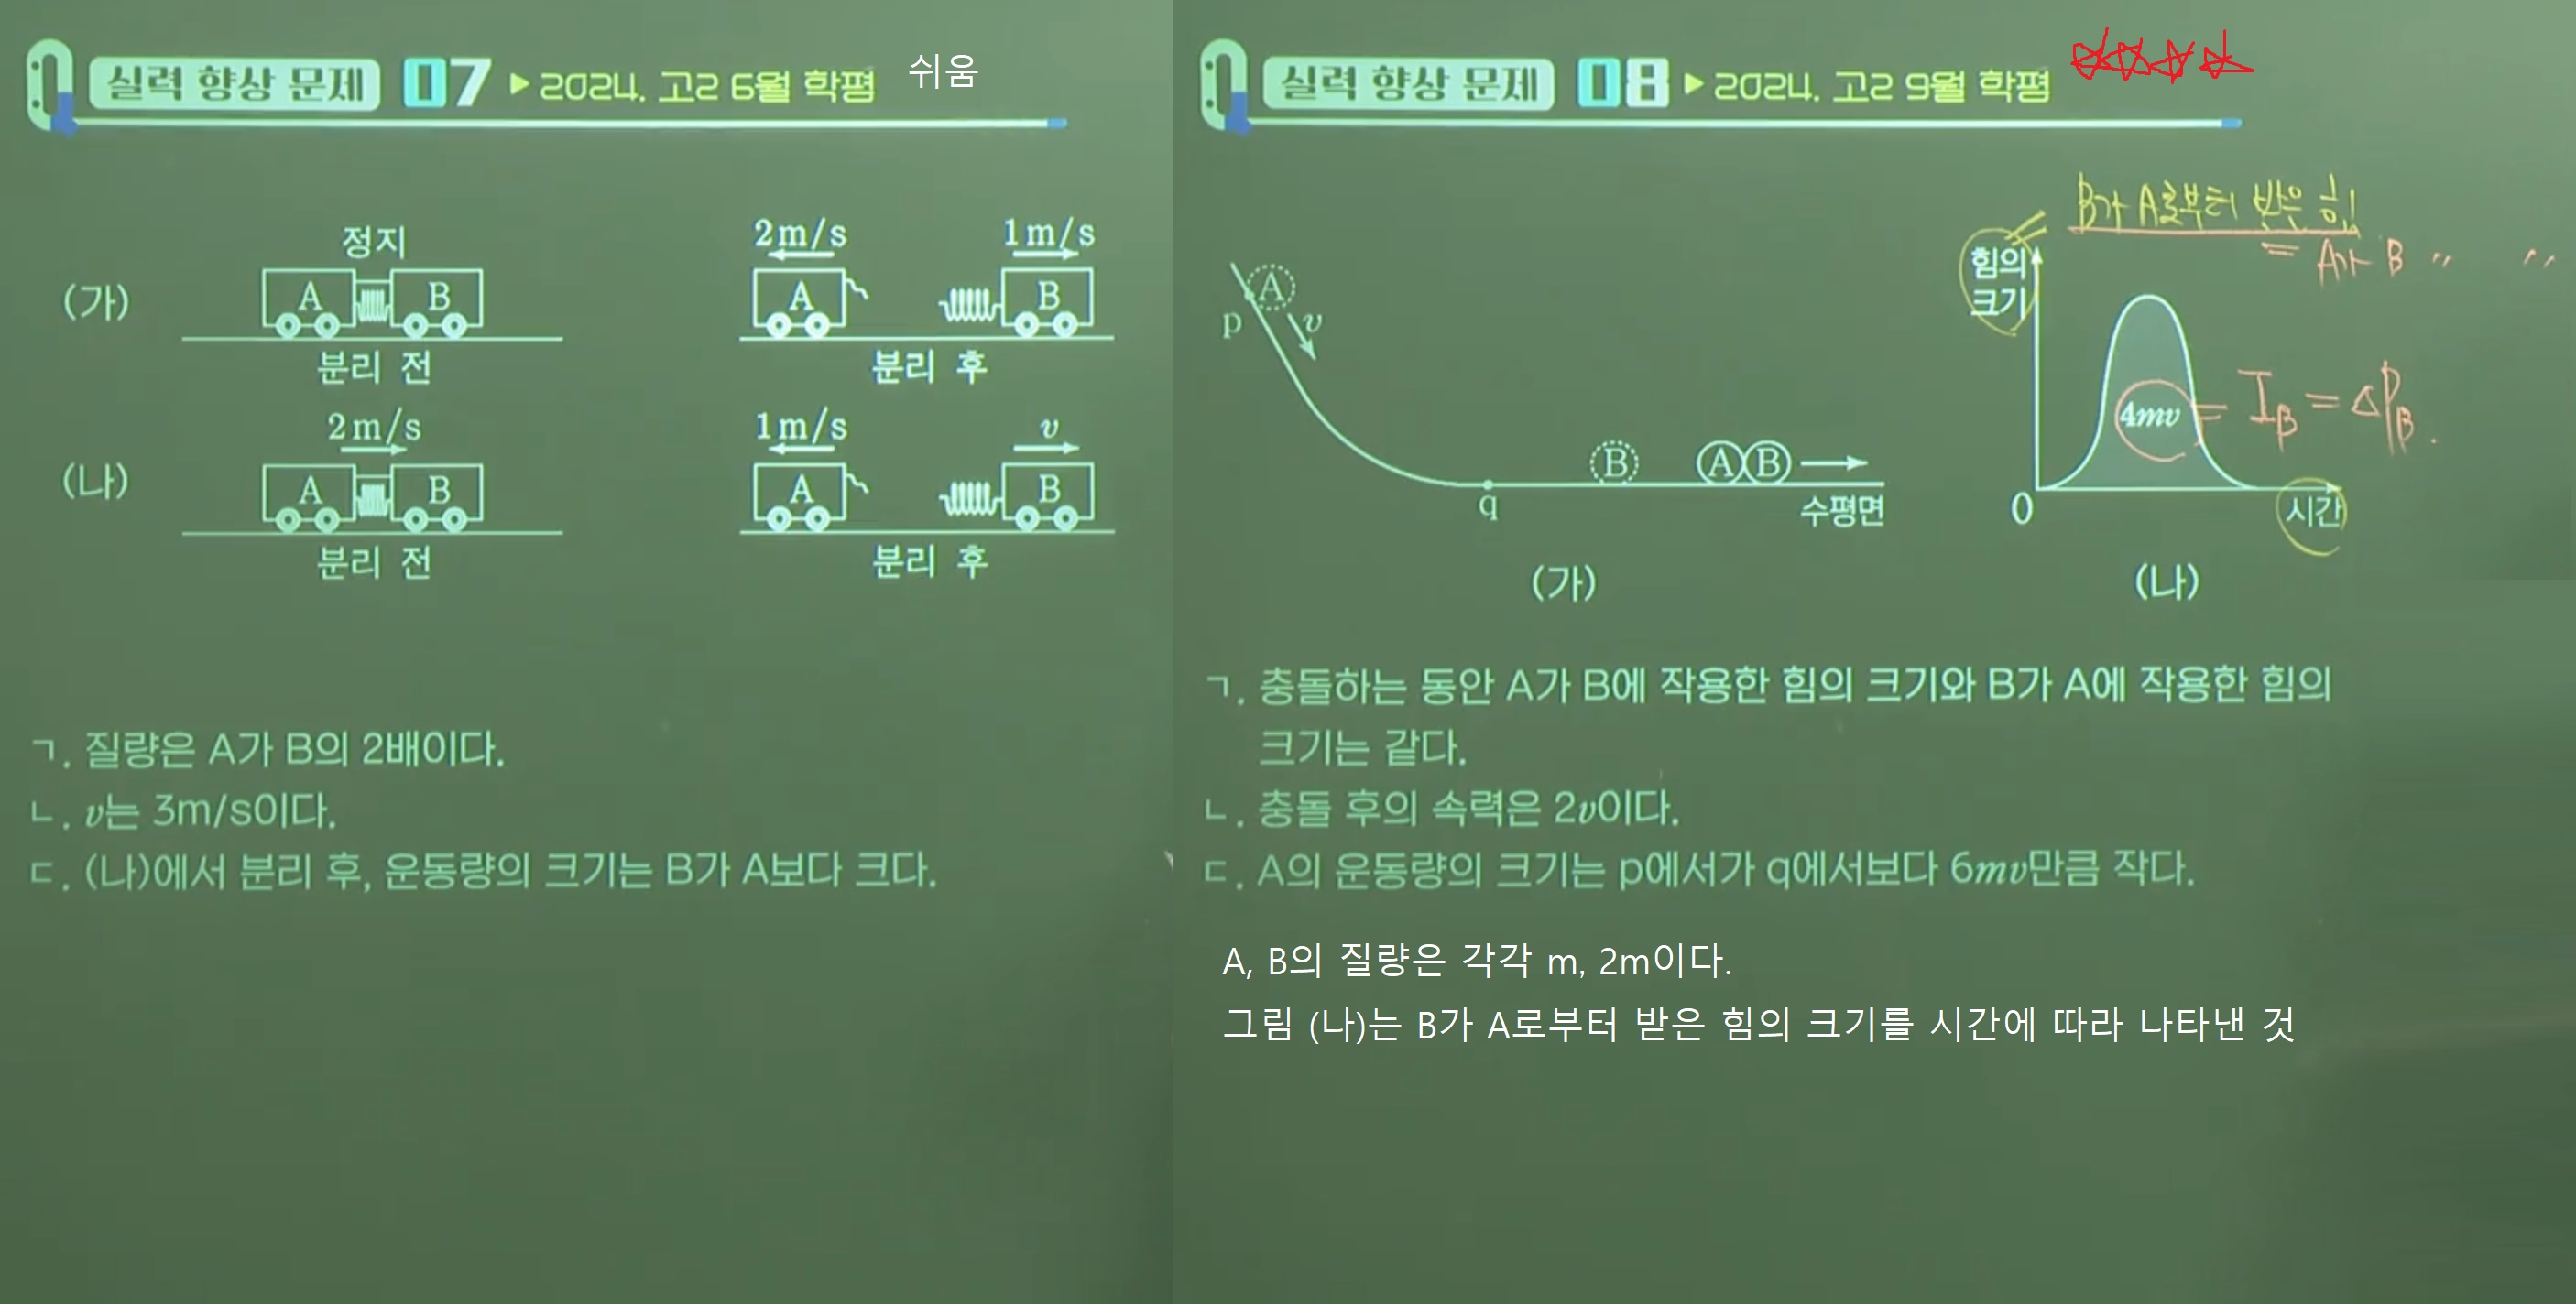 실력 향상 문제 07 ▶ 2024. 고2 6월 학평 쉬움
(가)
정지
A B
분리 전
2m/s 1m/s
A B
분리 후
(나)
2m/s
A B
분리 전
1m/s v
A B
분리 후
ㄱ. 질량은 A가 B의 2배이다.
ㄴ. v는 3m/s이다.
ㄷ. (나)에서 분리 후, 운동량의 크기는 B가 A보다 크다.
실력 향상 문제 08 ▶ 2024. 고2 9월 학평
A
p v
B A B
q 수평면
(가)
B가 A로부터 받은 힘
= A가 B 〃 〃
힘의
크기
4mv = I_B = ΔP_B.
0 시간
(나)
ㄱ. 충돌하는 동안 A가 B에 작용한 힘의 크기와 B가 A에 작용한 힘의
크기는 같다.
ㄴ. 충돌 후의 속력은 2v이다.
ㄷ. A의 운동량의 크기는 p에서가 q에서보다 6mv만큼 작다.
A, B의 질량은 각각 m, 2m이다.
그림 (나)는 B가 A로부터 받은 힘의 크기를 시간에 따라 나타낸 것